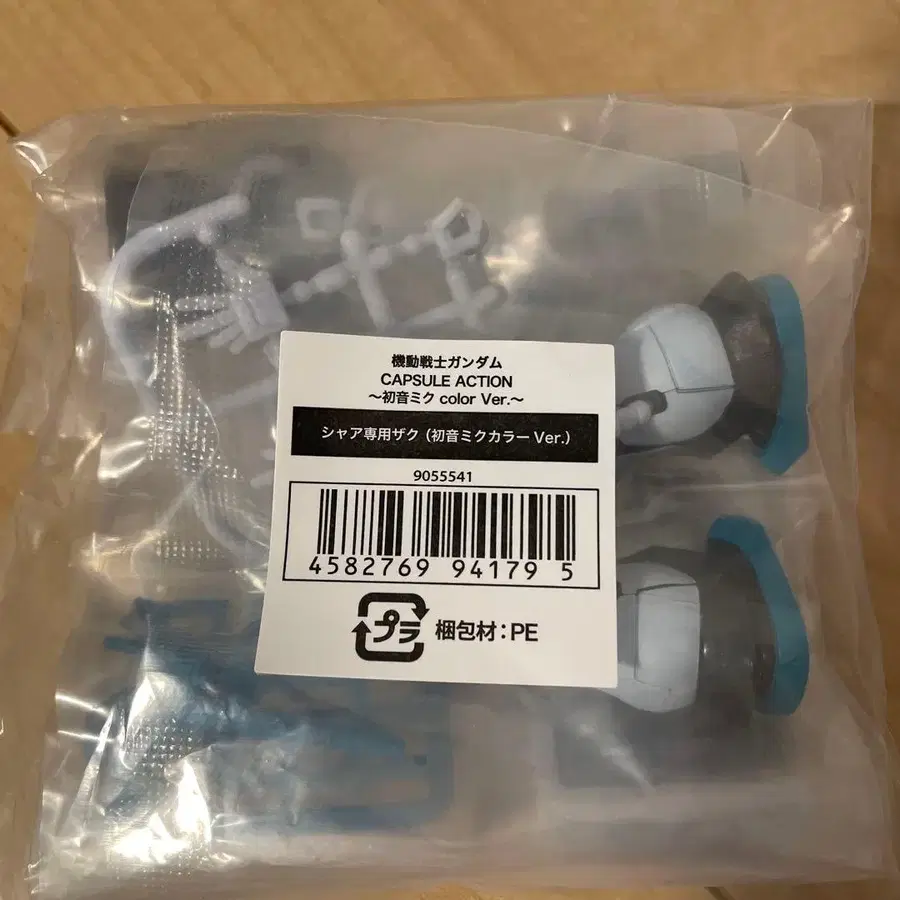 機動戦士ガンダム
CAPSULE ACTION
～初音ミク color Ver.～
シャア専用ザク（初音ミクカラー Ver.）
9055541
4582769 94179 5
プラ 梱包材：PE